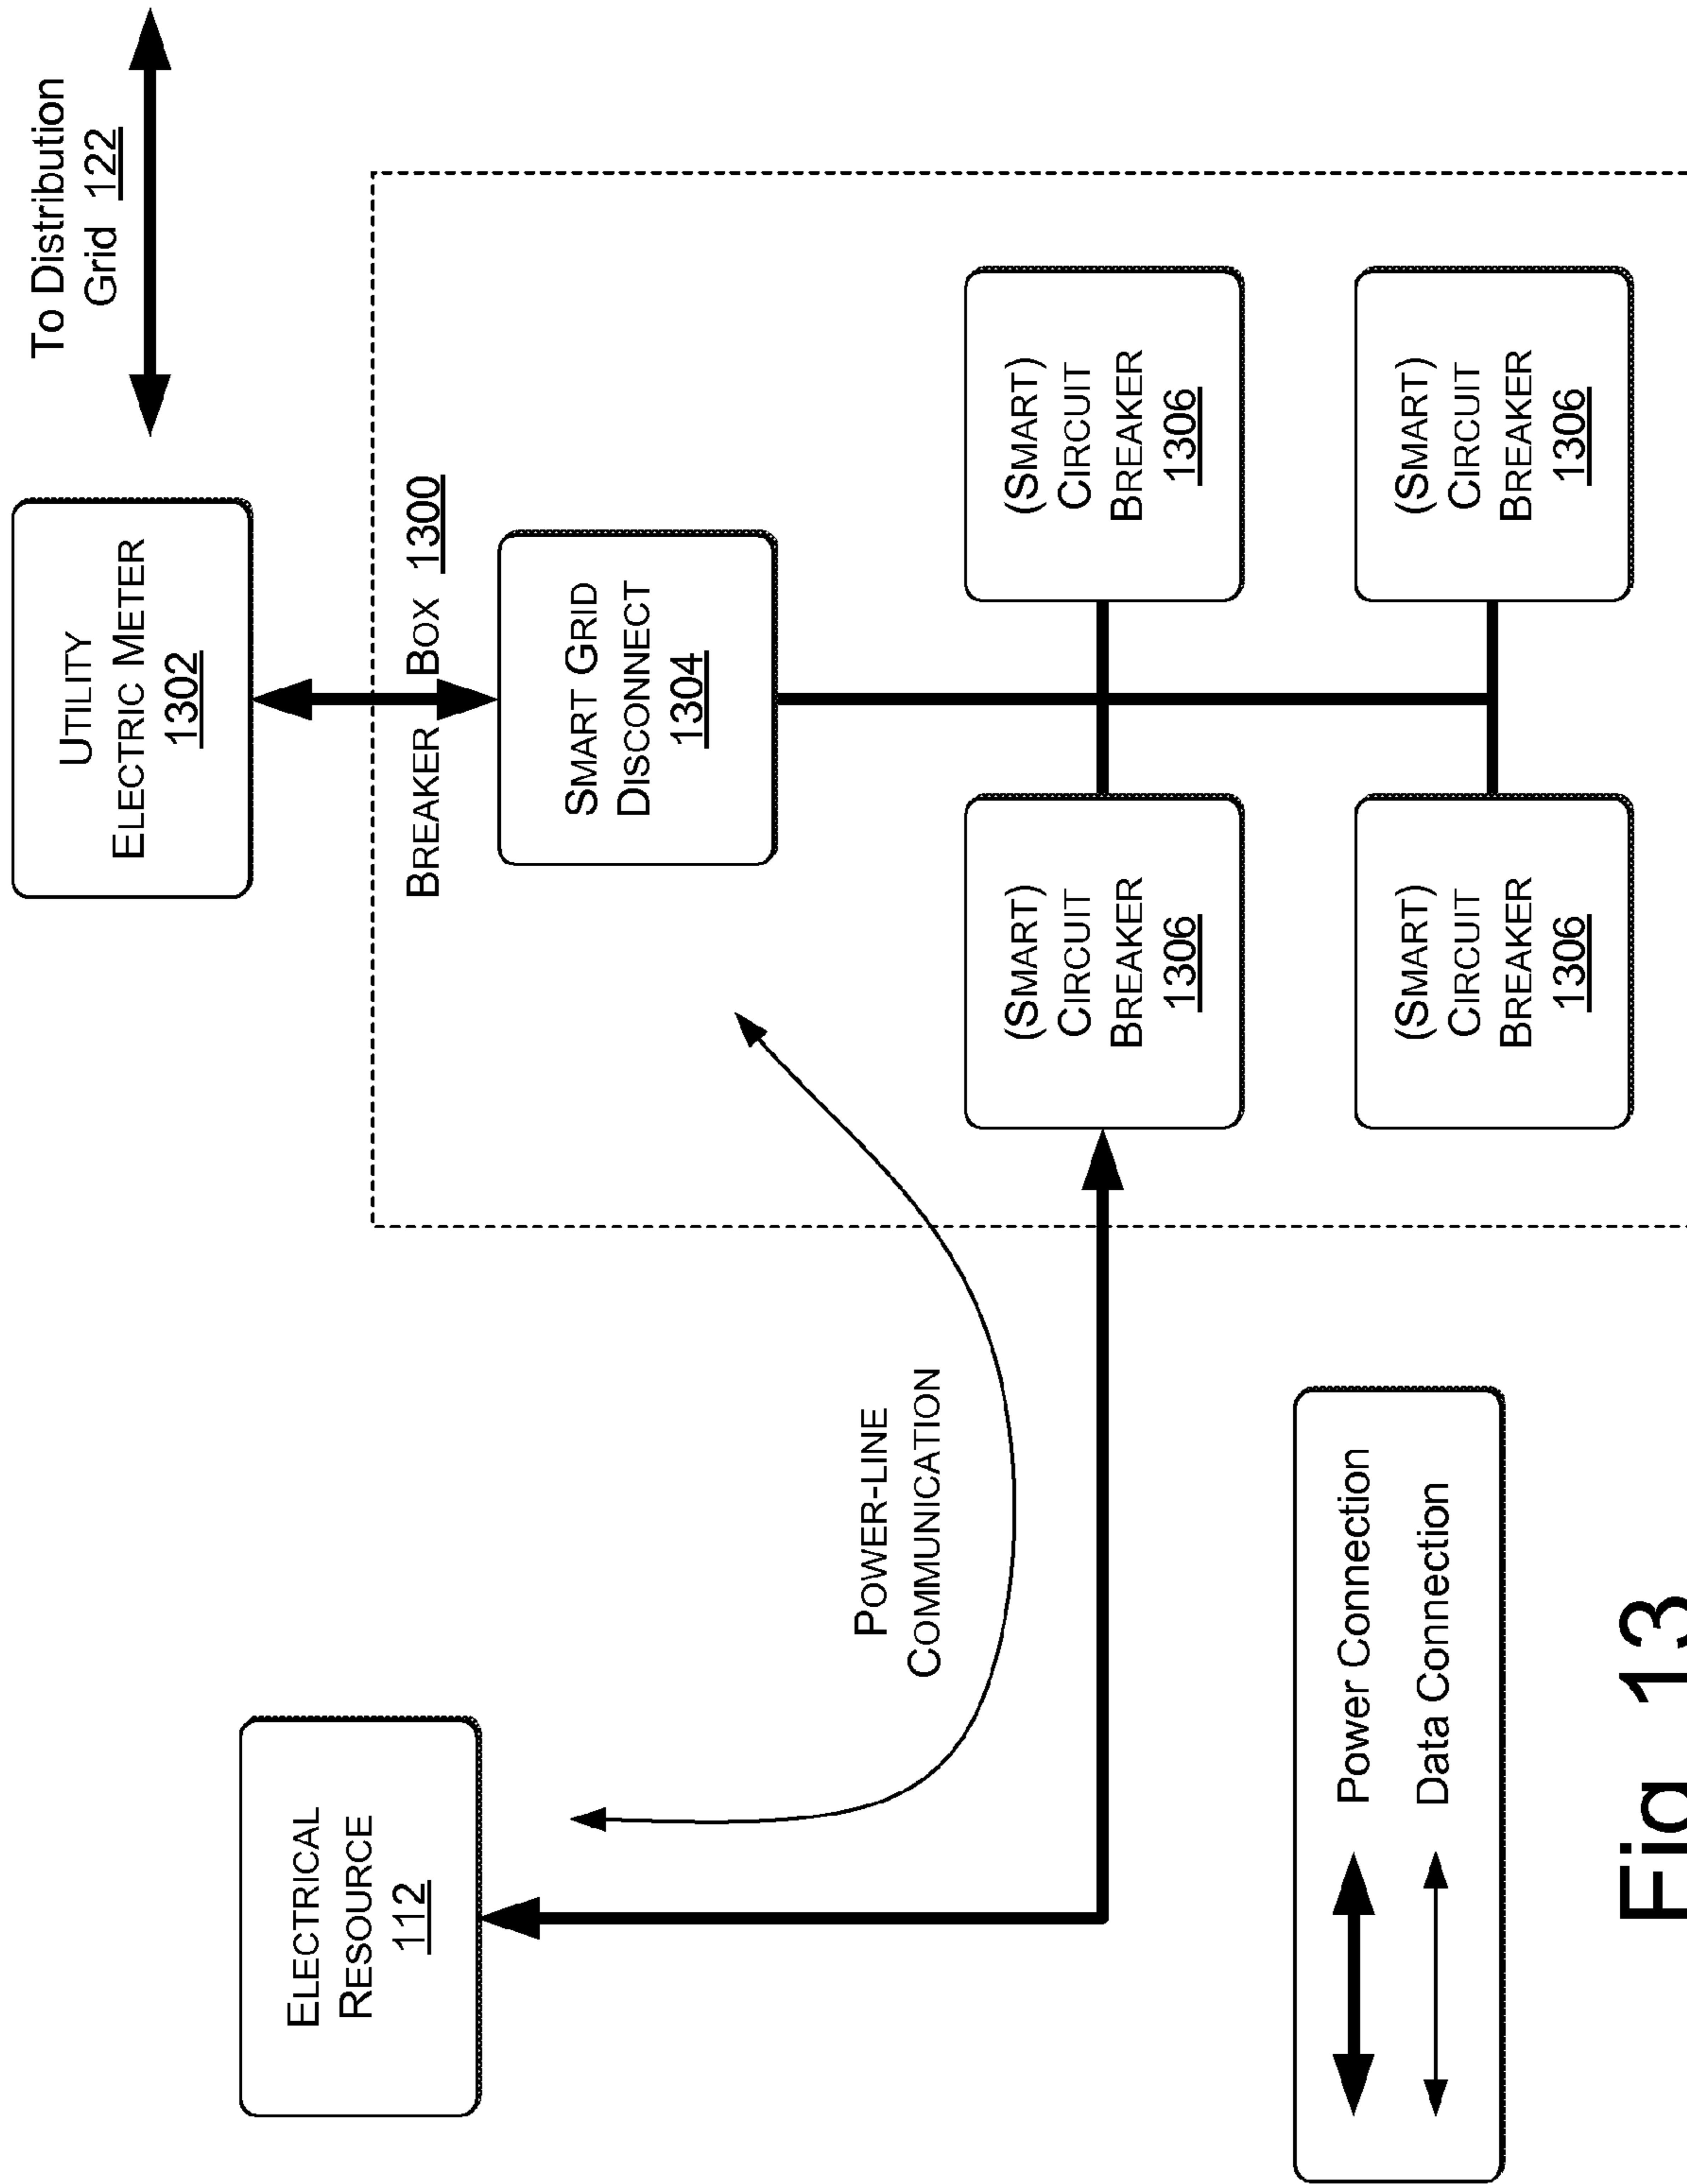 To Distribution
Grid 122
UTILITY
ELECTRIC METER
1302
BREAKER BOX 1300
SMART GRID
DISCONNECT
1304
ELECTRICAL
RESOURCE
112
POWER-LINE
COMMUNICATION
(SMART)
CIRCUIT
BREAKER
1306
(SMART)
CIRCUIT
BREAKER
1306
(SMART)
CIRCUIT
BREAKER
1306
(SMART)
CIRCUIT
BREAKER
1306
Power Connection
Data Connection
Fig. 13